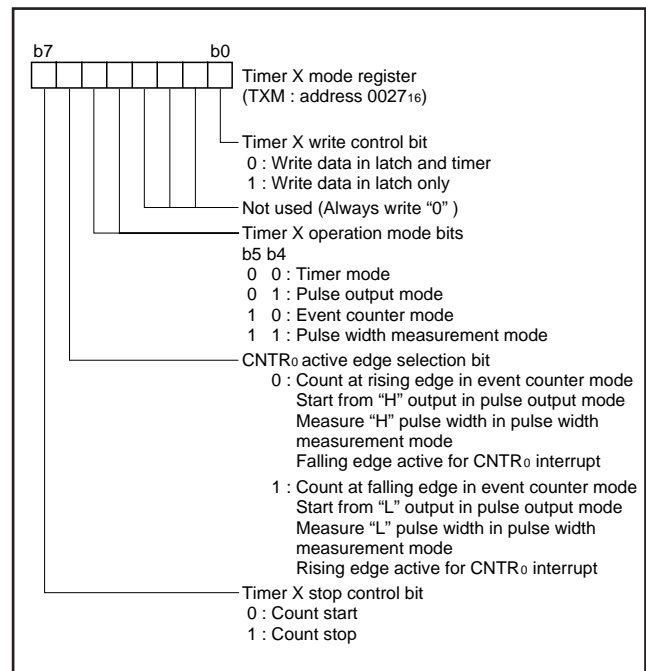 b7 b0
Timer X mode register
(TXM : address 002716)
Timer X write control bit
0 : Write data in latch and timer
1 : Write data in latch only
Not used (Always write “0” )
Timer X operation mode bits
b5 b4
0 0 : Timer mode
0 1 : Pulse output mode
1 0 : Event counter mode
1 1 : Pulse width measurement mode
CNTR0 active edge selection bit
0 : Count at rising edge in event counter mode
Start from “H” output in pulse output mode
Measure “H” pulse width in pulse width
measurement mode
Falling edge active for CNTR0 interrupt
1 : Count at falling edge in event counter mode
Start from “L” output in pulse output mode
Measure “L” pulse width in pulse width
measurement mode
Rising edge active for CNTR0 interrupt
Timer X stop control bit
0 : Count start
1 : Count stop